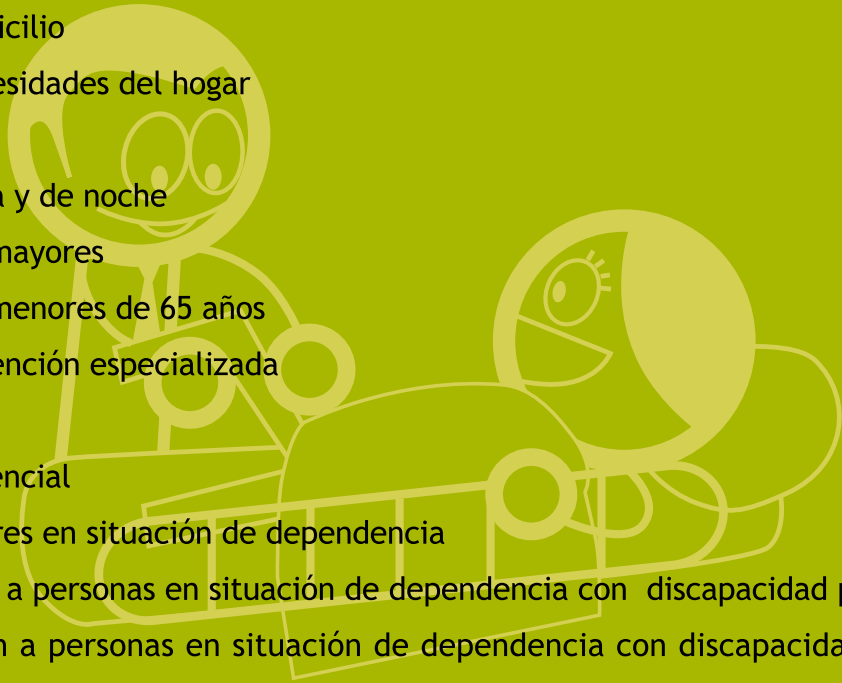 icilio
esidades del hogar
a y de noche
mayores
menores de 65 años
ención especializada
encial
res en situación de dependencia
a personas en situación de dependencia con discapacidad p
n a personas en situación de dependencia con discapacida